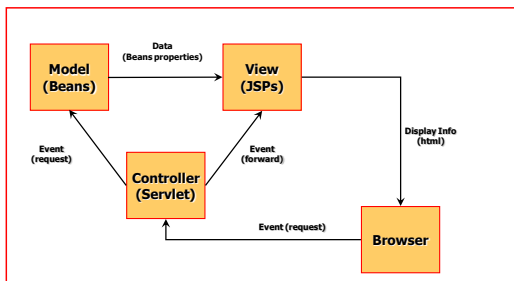 Data
(Beans properties)
Model
(Beans)
View
(JSPs)
Display Info
(html)
Event
(request)
Event
(forward)
Controller
(Servlet)
Event (request)
Browser